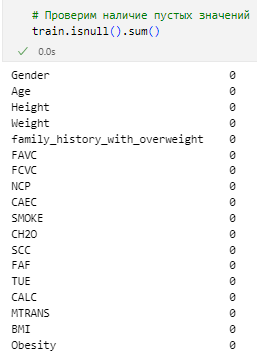 # Проверим наличие пустых значений
train.isnull().sum()
✓ 0.0s
Gender 0
Age 0
Height 0
Weight 0
family_history_with_overweight 0
FAVC 0
FCVC 0
NCP 0
CAEC 0
SMOKE 0
CH2O 0
SCC 0
FAF 0
TUE 0
CALC 0
MTRANS 0
BMI 0
Obesity 0